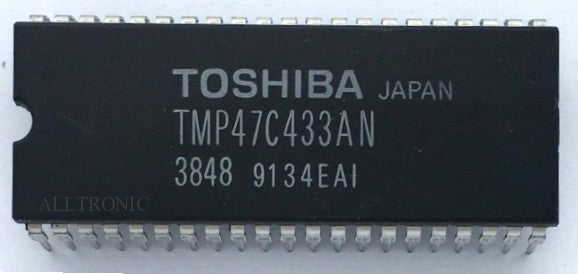 TOSHIBA JAPAN
TMP47C433AN
3848 9134EAI
ALLTRONIC